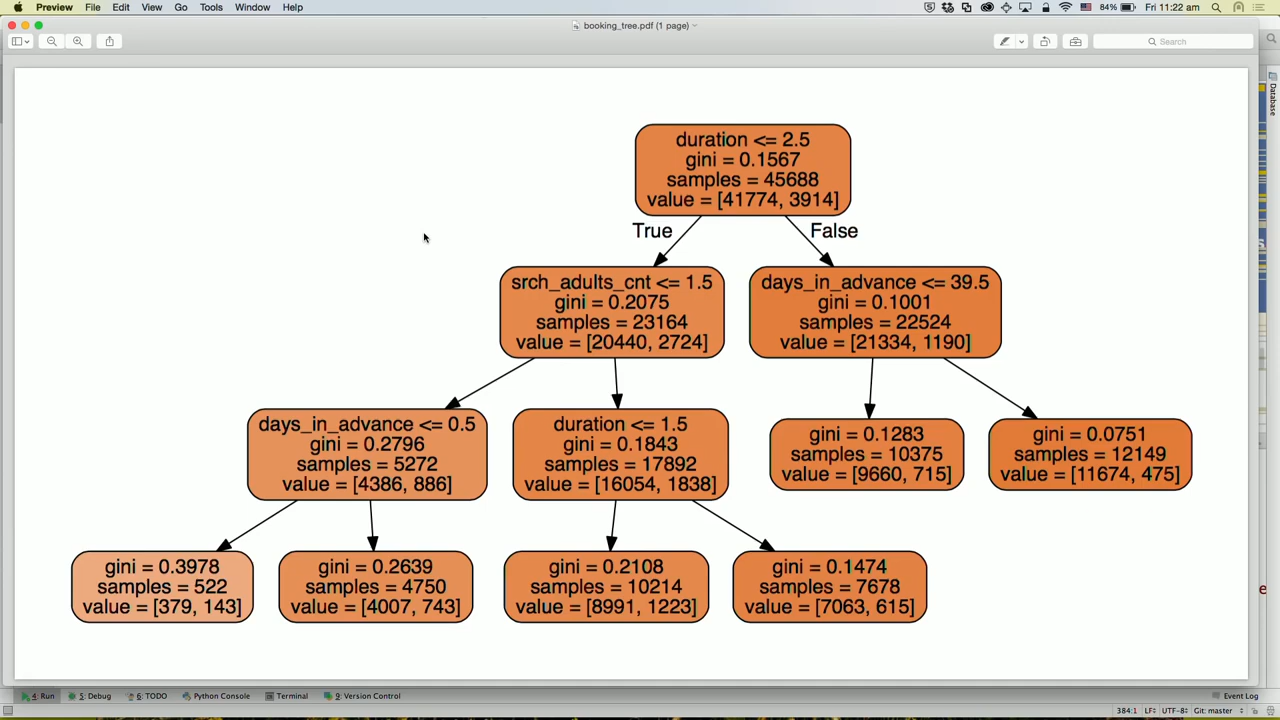 Preview File Edit View Go Tools Window Help 84% Fri 11:22 am
booking_tree.pdf (1 page)
Search
Database
duration <= 2.5
gini = 0.1567
samples = 45688
value = [41774, 3914]
True
False
srch_adults_cnt <= 1.5
gini = 0.2075
samples = 23164
value = [20440, 2724]
days_in_advance <= 39.5
gini = 0.1001
samples = 22524
value = [21334, 1190]
days_in_advance <= 0.5
gini = 0.2796
samples = 5272
value = [4386, 886]
duration <= 1.5
gini = 0.1843
samples = 17892
value = [16054, 1838]
gini = 0.1283
samples = 10375
value = [9660, 715]
gini = 0.0751
samples = 12149
value = [11674, 475]
gini = 0.3978
samples = 522
value = [379, 143]
gini = 0.2639
samples = 4750
value = [4007, 743]
gini = 0.2108
samples = 10214
value = [8991, 1223]
gini = 0.1474
samples = 7678
value = [7063, 615]
4: Run 5: Debug 6: TODO Python Console Terminal 9: Version Control Event Log
384:1 LF÷ UTF-8÷ Git: master